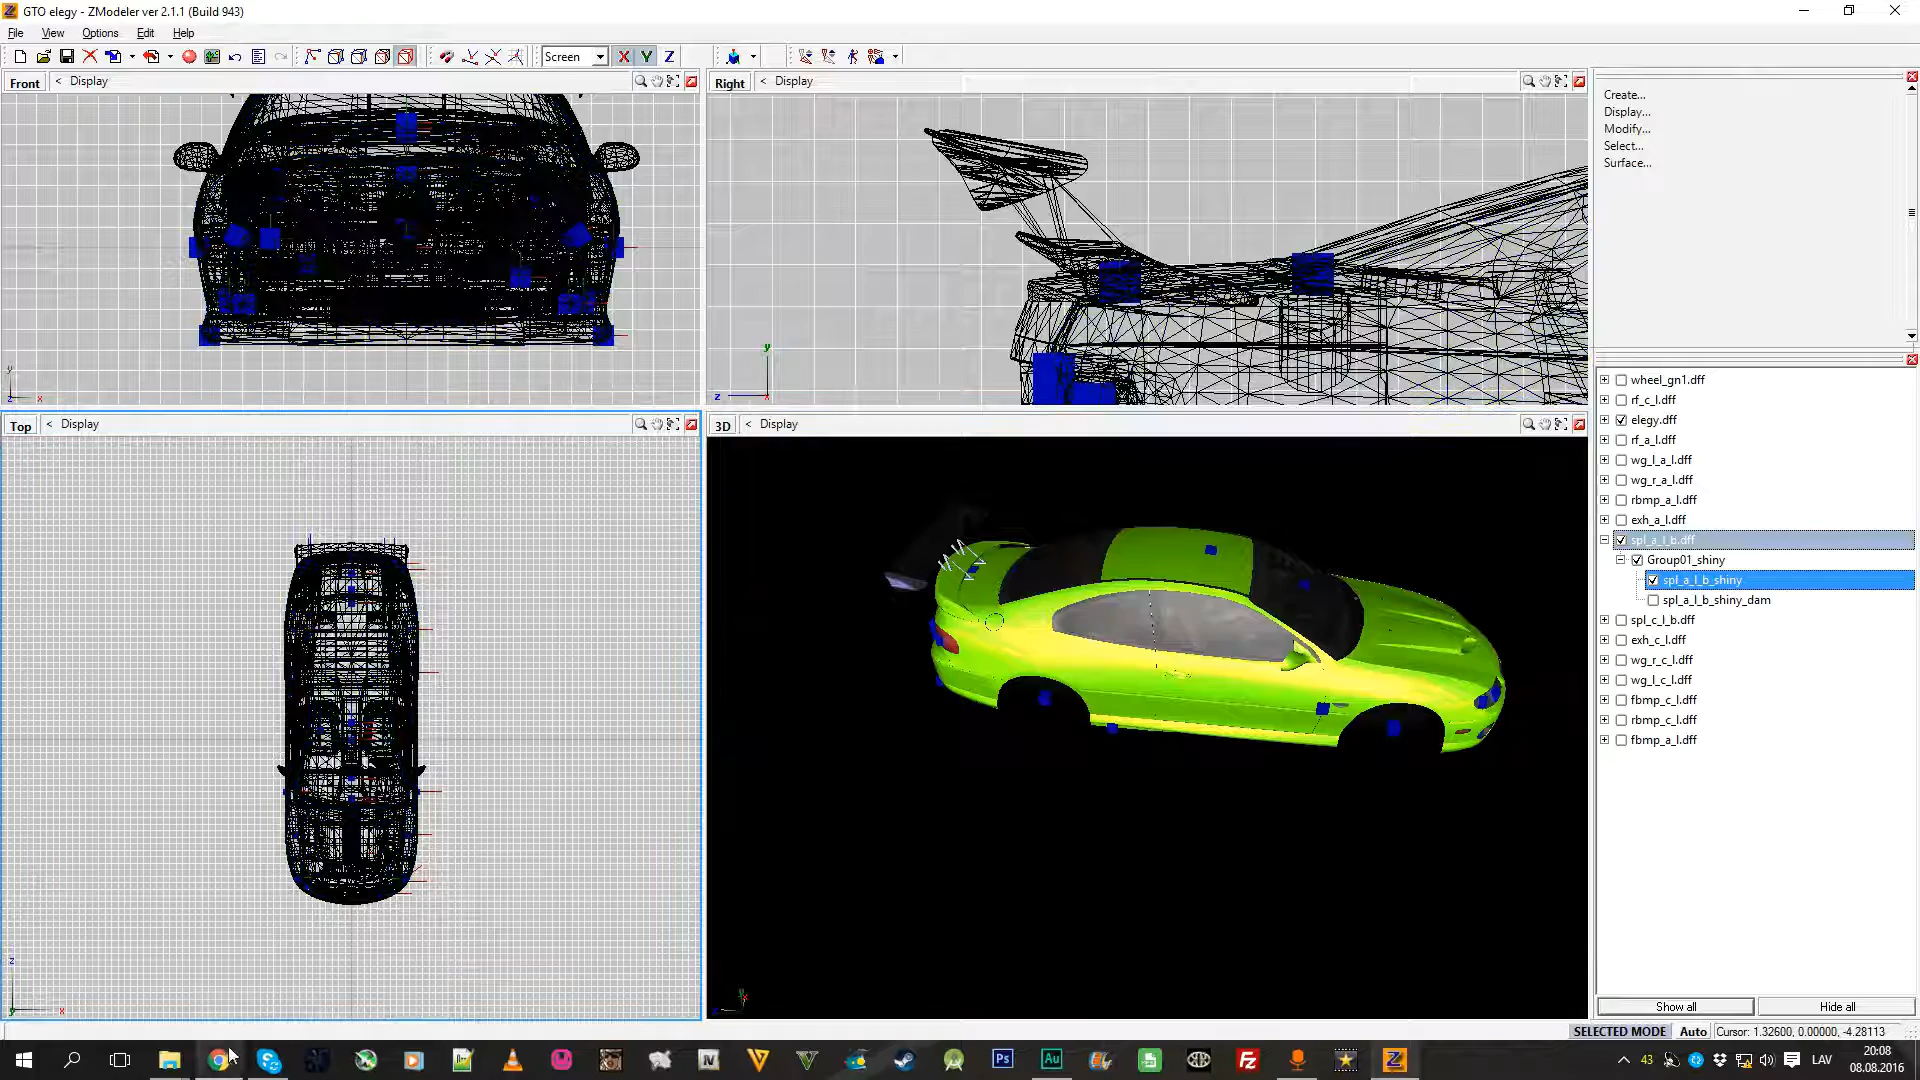 GTO elegy - ZModeler ver 2.1.1 (Build 943)
File View Options Edit Help
Screen X Y Z
Front < Display
Right < Display
Create...
Display...
Modify...
Select...
Surface...
y
z x
y
z x
Top < Display
3D < Display
wheel_gn1.dff
rf_c_l.dff
elegy.dff
rf_a_l.dff
wg_l_a_l.dff
wg_r_a_l.dff
rbmp_a_l.dff
exh_a_l.dff
spl_a_l_b.dff
Group01_shiny
spl_a_l_b_shiny
spl_a_l_b_shiny_dam
spl_c_l_b.dff
exh_c_l.dff
wg_r_c_l.dff
wg_l_c_l.dff
fbmp_c_l.dff
rbmp_c_l.dff
fbmp_a_l.dff
z
y x
Show all Hide all
SELECTED MODE Auto Cursor: 1.32600, 0.00000, -4.28113
Ps Au Fz 43 LAV
20:08
08.08.2016